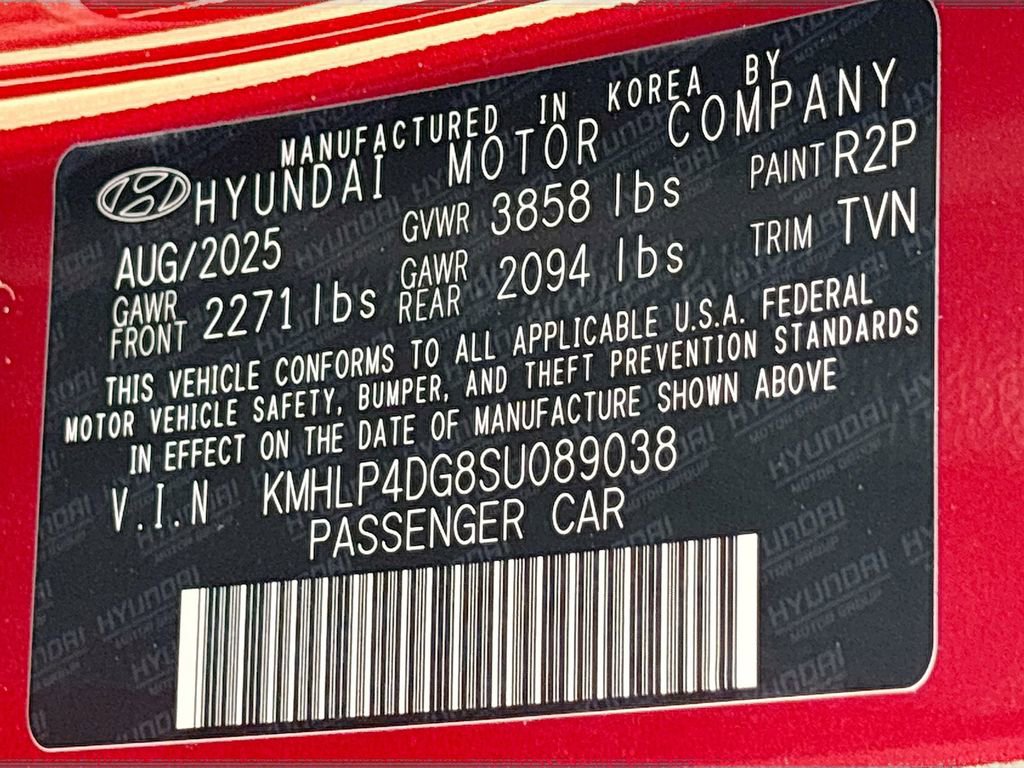 MANUFACTURED IN KOREA BY
HYUNDAI MOTOR COMPANY
AUG/2025 GVWR 3858 lbs PAINT R2P
GAWR FRONT 2271 lbs GAWR REAR 2094 lbs TRIM TVN
THIS VEHICLE CONFORMS TO ALL APPLICABLE U.S.A. FEDERAL
MOTOR VEHICLE SAFETY, BUMPER, AND THEFT PREVENTION STANDARDS
IN EFFECT ON THE DATE OF MANUFACTURE SHOWN ABOVE
V.I.N KMHLP4DG8SU089038
PASSENGER CAR